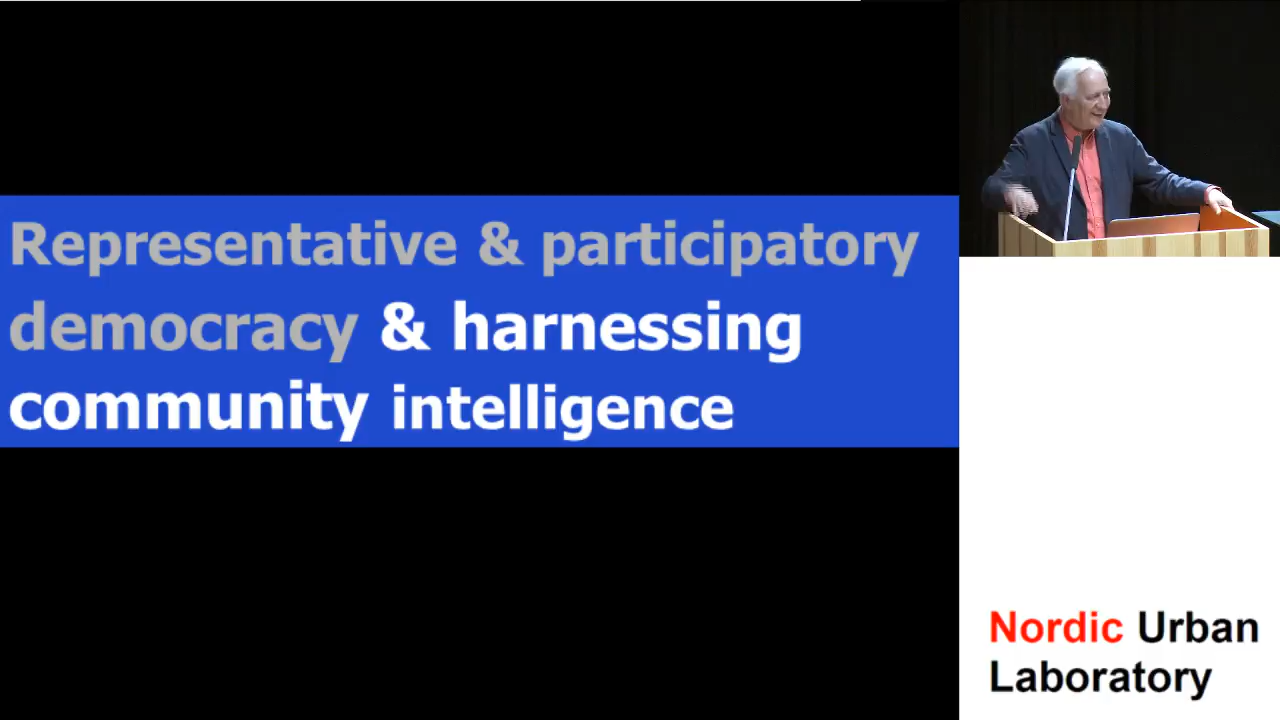 Representative & participatory
democracy & harnessing
community intelligence
Nordic Urban
Laboratory